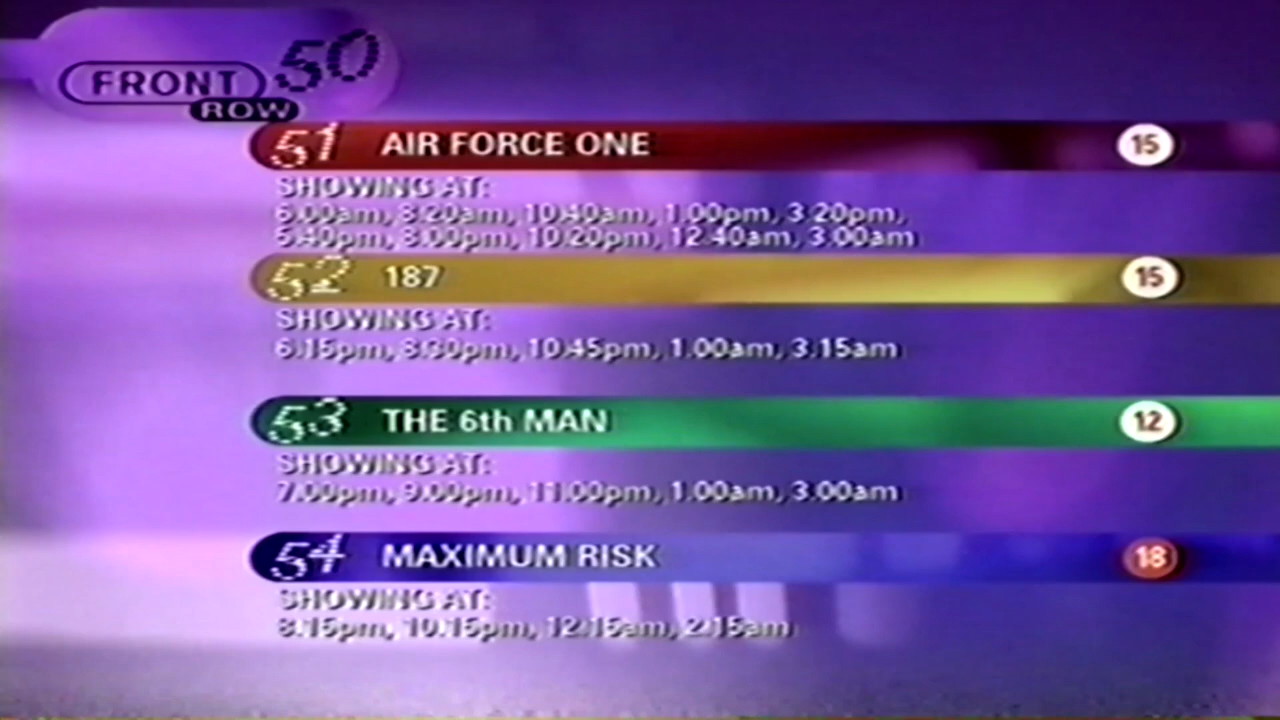 FRONT ROW 50
51 AIR FORCE ONE 15
SHOWING AT:
6.00am, 8.20am, 10.40am, 1.00pm, 3.20pm,
5.40pm, 8.00pm, 10.20pm, 12.40am, 3.00am
52 187 15
SHOWING AT:
6.15pm, 8.30pm, 10.45pm, 1.00am, 3.15am
53 THE 6th MAN 12
SHOWING AT:
7.00pm, 9.00pm, 11.00pm, 1.00am, 3.00am
54 MAXIMUM RISK 18
SHOWING AT:
8.15pm, 10.15pm, 12.15am, 2.15am